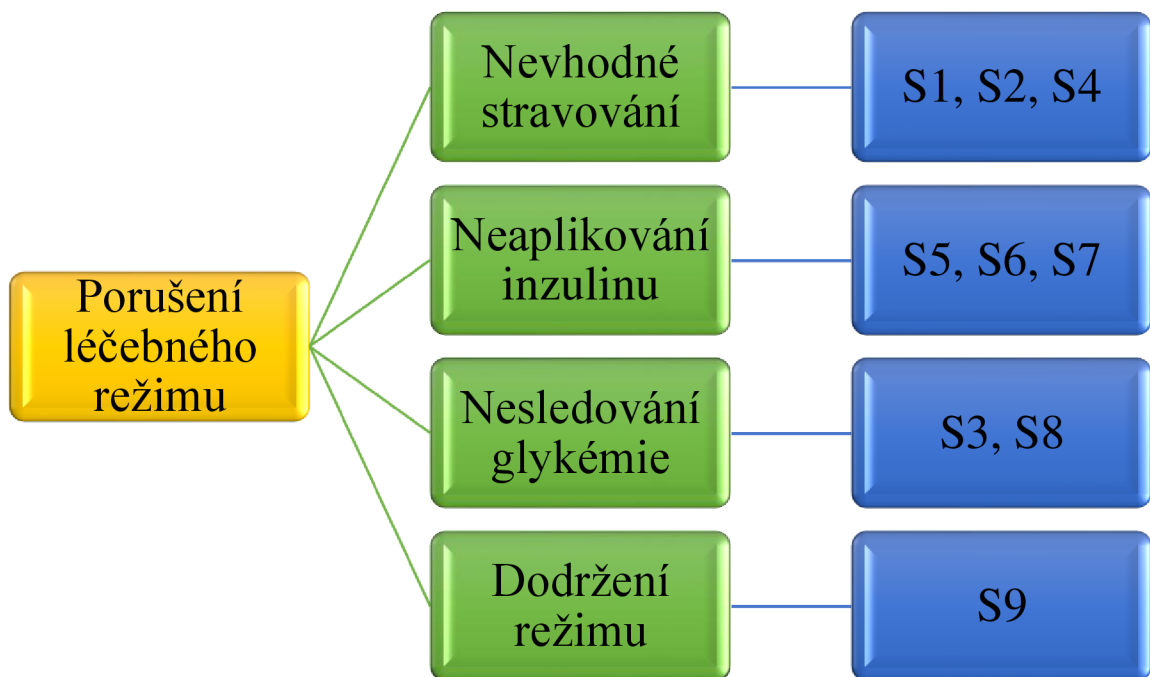 Nevhodné
stravování
S1, S2, S4
Neaplikování
inzulinu
S5, S6, S7
Porušení
léčebného
režimu
Nesledování
glykémie
S3, S8
Dodržení
režimu
S9